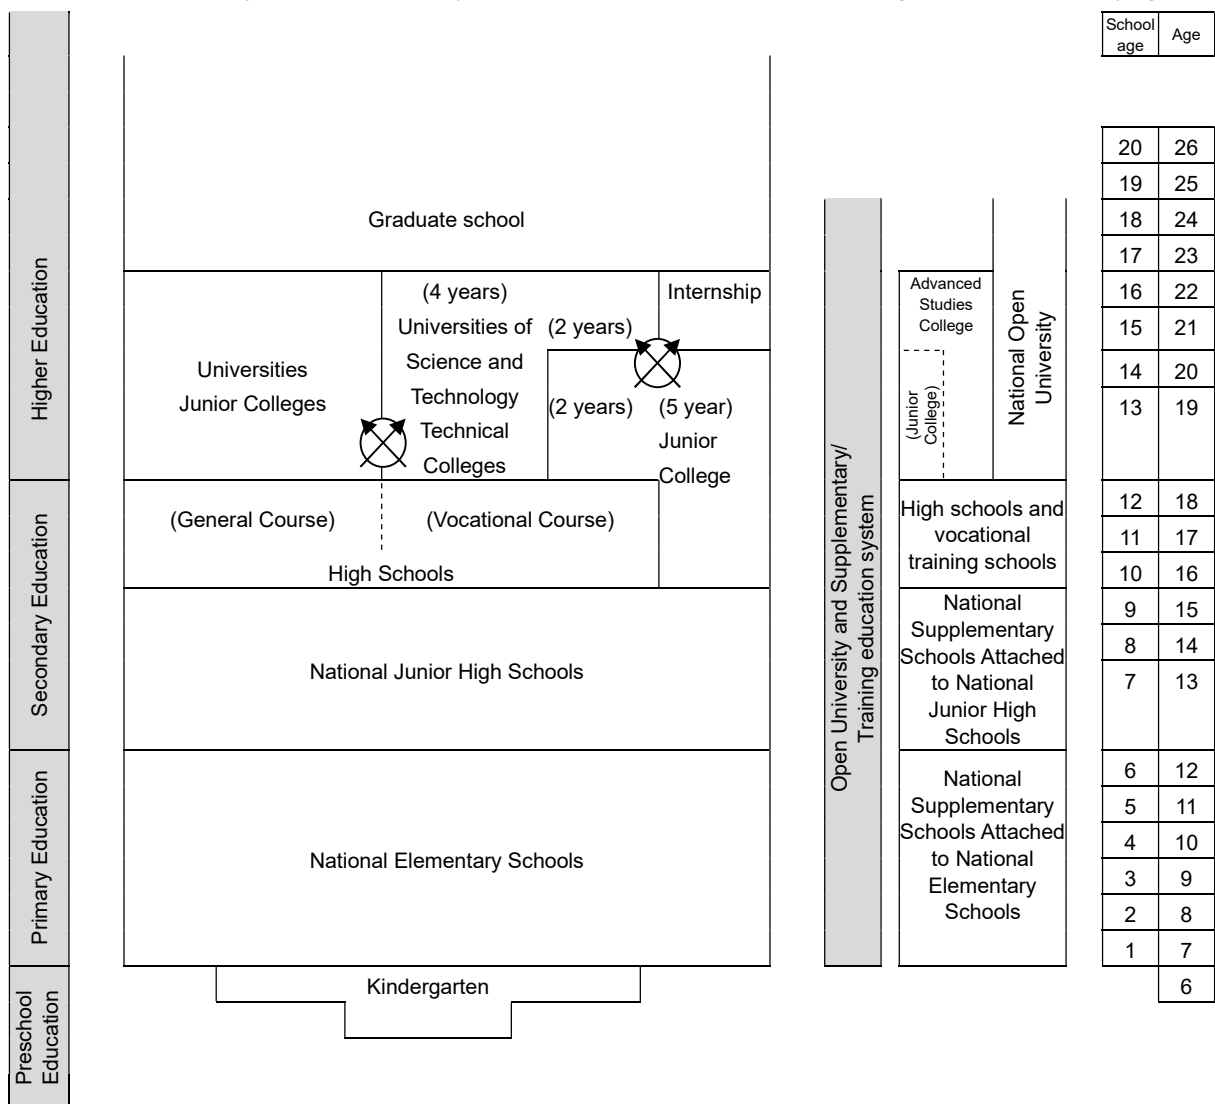 School
age
Age
20 26
19 25
18 24
17 23
16 22
15 21
14 20
13 19
12 18
11 17
10 16
9 15
8 14
7 13
6 12
5 11
4 10
3 9
2 8
1 7
6
Higher Education
Secondary Education
Primary Education
Preschool
Education
Graduate school
Universities
Junior Colleges
(4 years)
Universities of
Science and
Technology
Technical
Colleges
(2 years)
(2 years)
Internship
(5 year)
Junior
College
(General Course)
(Vocational Course)
High Schools
National Junior High Schools
National Elementary Schools
Kindergarten
Open University and Supplementary/
Training education system
Advanced
Studies
College
(Junior
College)
National Open
University
High schools and
vocational
training schools
National
Supplementary
Schools Attached
to National
Junior High
Schools
National
Supplementary
Schools Attached
to National
Elementary
Schools